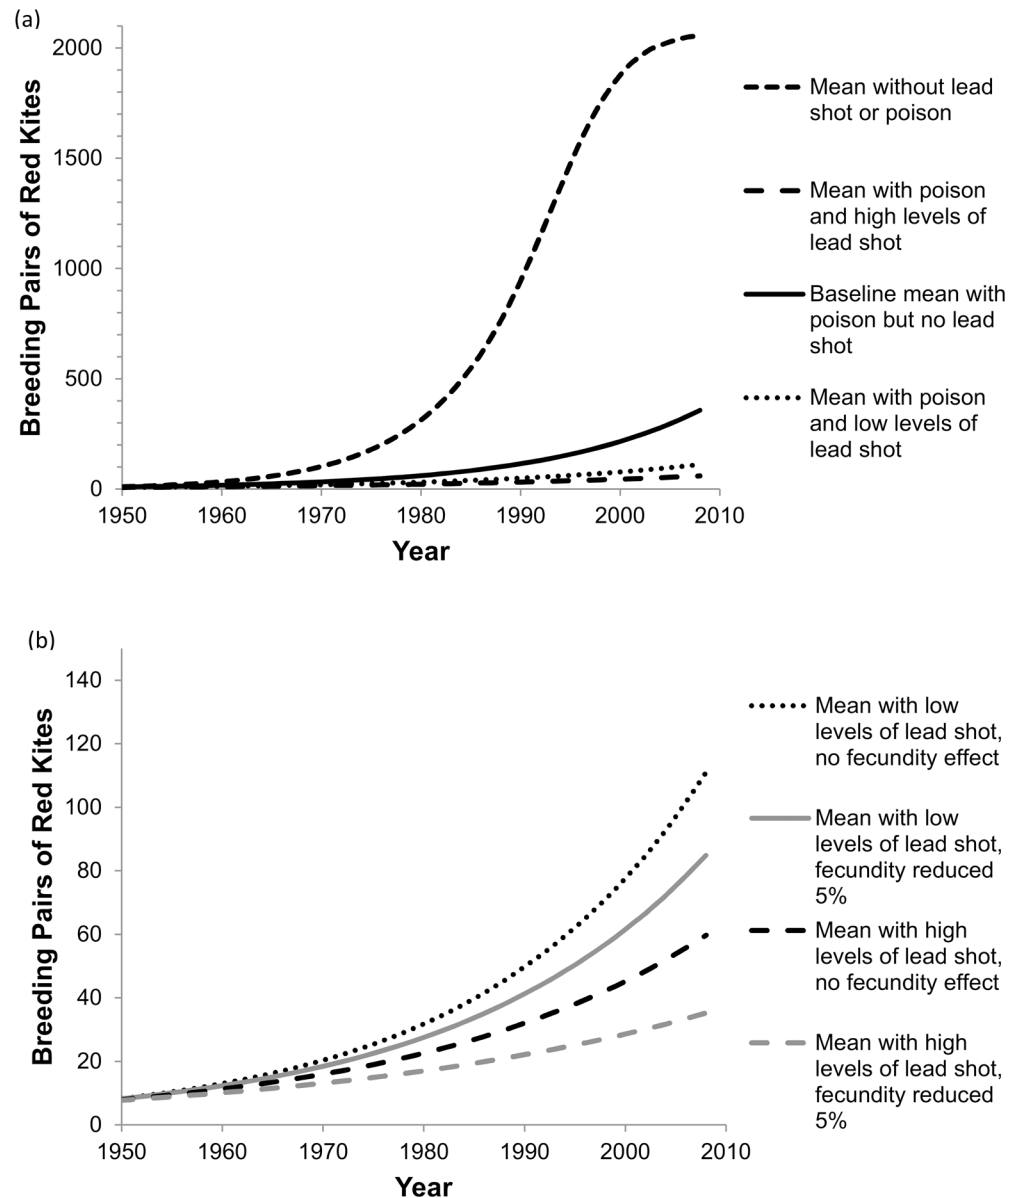 (a)
Breeding Pairs of Red Kites
2000
1500
1000
500
0
1950
1960
1970
1980
1990
2000
2010
Year
Mean without lead
shot or poison
Mean with poison
and high levels of
lead shot
Baseline mean with
poison but no lead
shot
Mean with poison
and low levels of
lead shot
(b)
Breeding Pairs of Red Kites
140
120
100
80
60
40
20
0
1950
1960
1970
1980
1990
2000
2010
Year
Mean with low
levels of lead shot,
no fecundity effect
Mean with low
levels of lead shot,
fecundity reduced
5%
Mean with high
levels of lead shot,
no fecundity effect
Mean with high
levels of lead shot,
fecundity reduced
5%